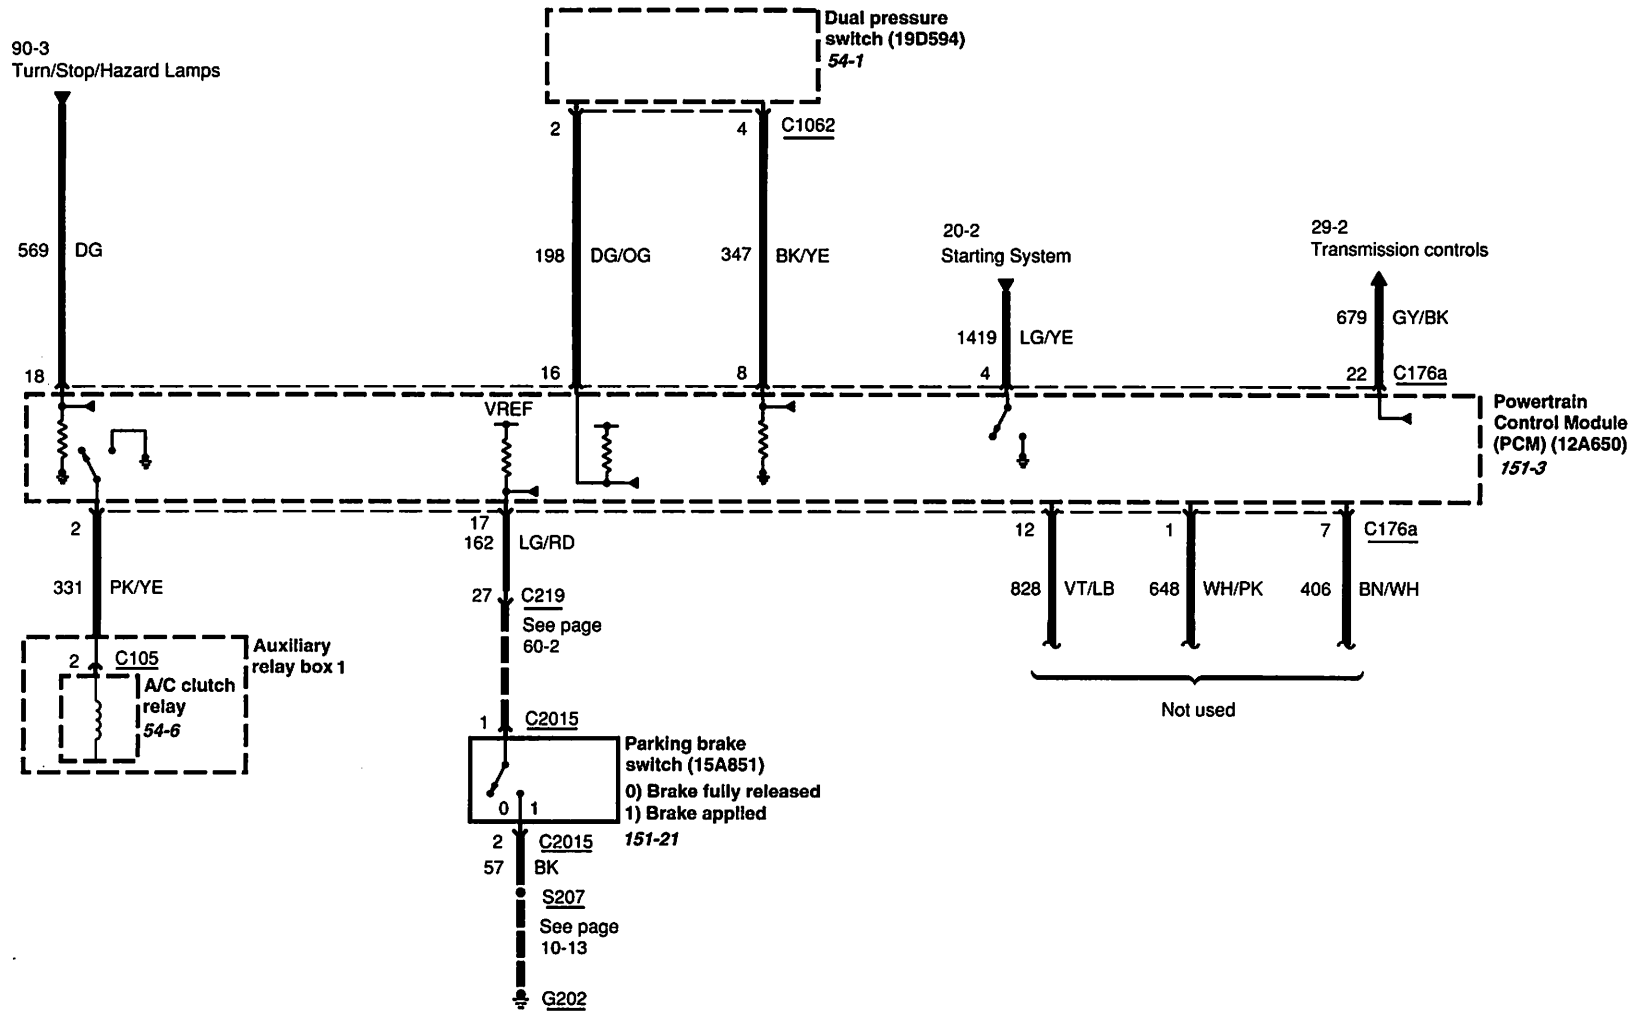 Dual pressure
switch (19D594)
54-1
90-3
Turn/Stop/Hazard Lamps
2
4
C1062
569
DG
198
DG/OG
347
BK/YE
20-2
Starting System
29-2
Transmission controls
1419
LG/YE
679
GY/BK
18
16
8
4
22
C176a
VREF
Powertrain
Control Module
(PCM) (12A650)
151-3
2
17
12
1
7
C176a
162
LG/RD
331
PK/YE
27
C219
See page
60-2
828
VT/LB
648
WH/PK
406
BN/WH
Not used
Auxiliary
relay box 1
2
C105
A/C clutch
relay
54-6
1
C2015
Parking brake
switch (15A851)
0) Brake fully released
1) Brake applied
151-21
0
1
2
C2015
57
BK
S207
See page
10-13
G202